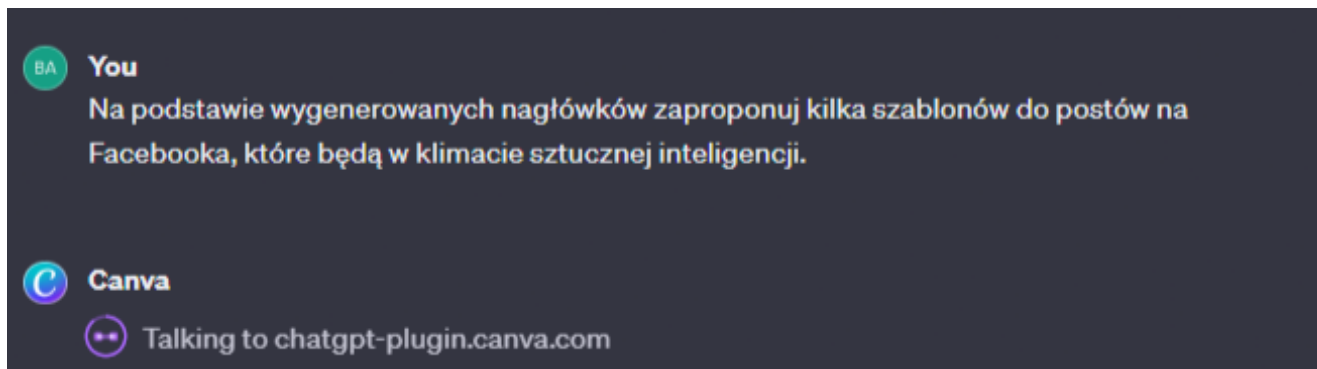 BA
You
Na podstawie wygenerowanych nagłówków zaproponuj kilka szablonów do postów na
Facebooka, które będą w klimacie sztucznej inteligencji.
C
Canva
Talking to chatgpt-plugin.canva.com